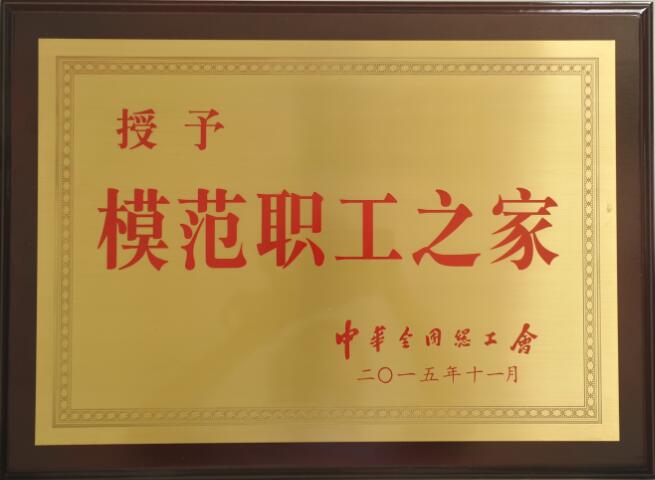 授予
模范职工之家
中华全国总工會
二〇一五年十一月